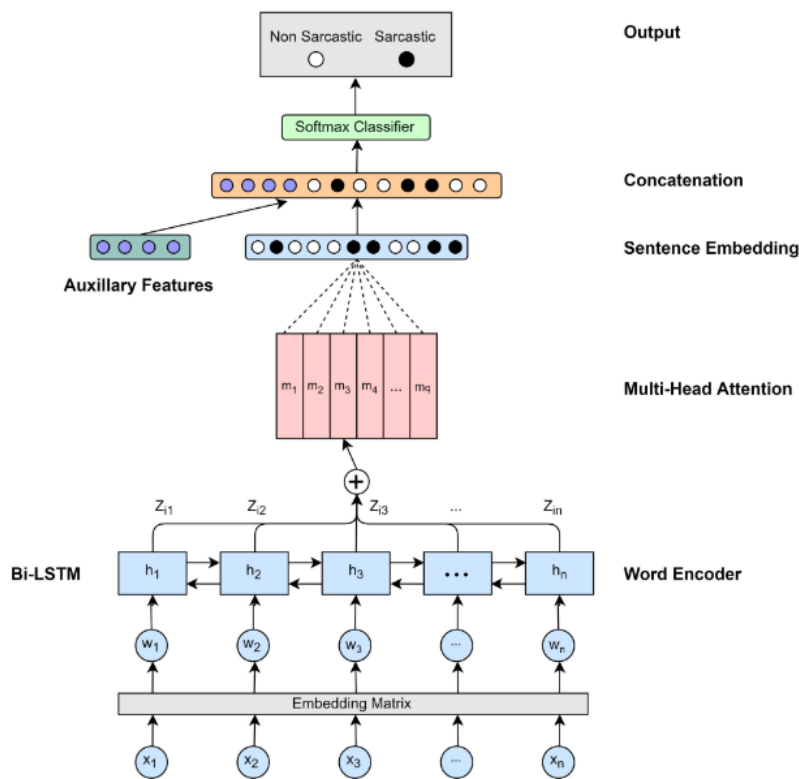 Output
Non Sarcastic Sarcastic
Softmax Classifier
Concatenation
Sentence Embedding
Auxillary Features
m1 m2 m3 m4 ... mq
Multi-Head Attention
+
Zi1 Zi2 Zi3 ... Zin
Bi-LSTM
h1 h2 h3 ... hn
Word Encoder
w1 w2 w3 ... wn
Embedding Matrix
x1 x2 x3 ... xn